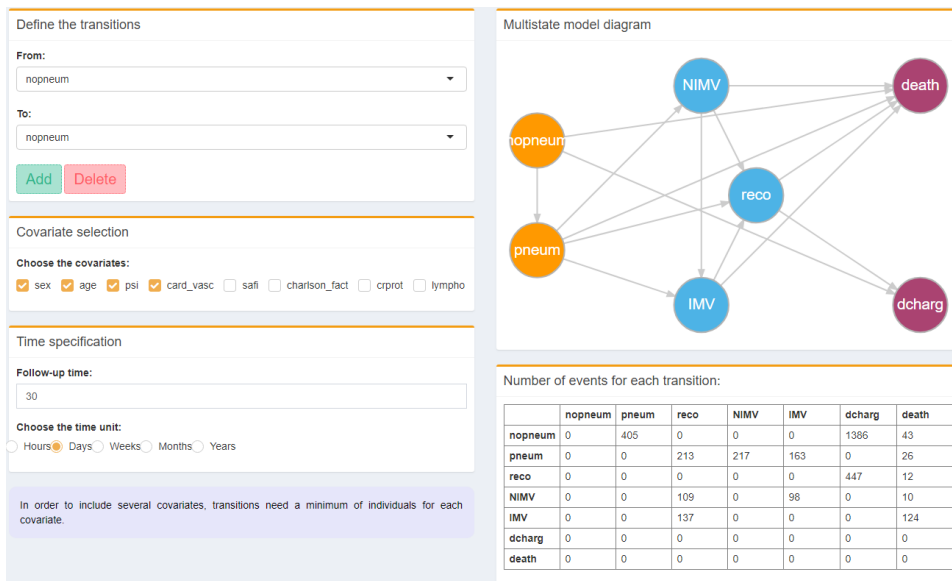 Define the transitions
From:
nopneum
To:
nopneum
Add Delete
Covariate selection
Choose the covariates:
sex age psi card_vasc safi charlson_fact crprot lympho
Time specification
Follow-up time:
30
Choose the time unit:
Hours Days Weeks Months Years
In order to include several covariates, transitions need a minimum of individuals for each
covariate.
Multistate model diagram
NIMV
death
nopneum
reco
pneum
IMV
dcharg
Number of events for each transition:
nopneum pneum reco NIMV IMV dcharg death
nopneum 0 405 0 0 0 1386 43
pneum 0 0 213 217 163 0 26
reco 0 0 0 0 0 447 12
NIMV 0 0 109 0 98 0 10
IMV 0 0 137 0 0 0 124
dcharg 0 0 0 0 0 0 0
death 0 0 0 0 0 0 0